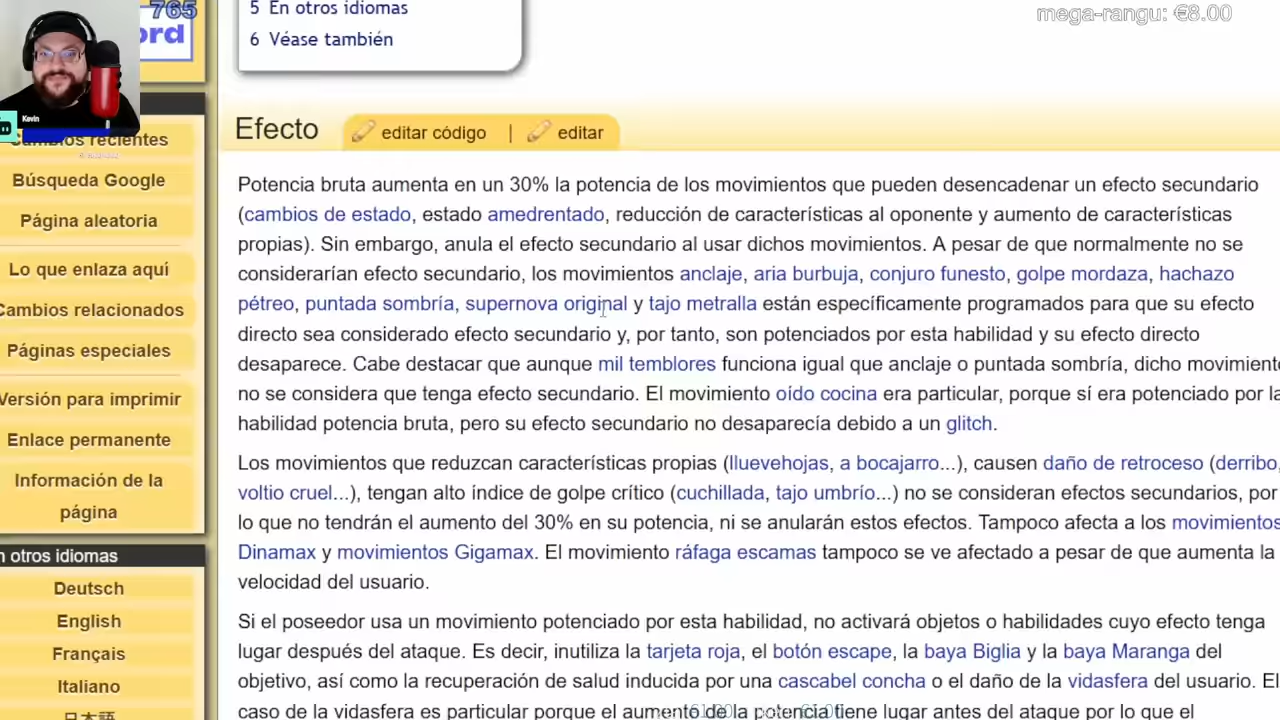 765
ord
mega-rangu: €8.00
Kevin
5 En otros idiomas
6 Véase también
Cambios recientes
Búsqueda Google
Página aleatoria
Lo que enlaza aquí
Cambios relacionados
Páginas especiales
Versión para imprimir
Enlace permanente
Información de la
página
n otros idiomas
Deutsch
English
Français
Italiano
日本語
Efecto editar código | editar
Potencia bruta aumenta en un 30% la potencia de los movimientos que pueden desencadenar un efecto secundario
(cambios de estado, estado amedrentado, reducción de características al oponente y aumento de características
propias). Sin embargo, anula el efecto secundario al usar dichos movimientos. A pesar de que normalmente no se
considerarían efecto secundario, los movimientos anclaje, aria burbuja, conjuro funesto, golpe mordaza, hachazo
pétreo, puntada sombría, supernova original y tajo metralla están específicamente programados para que su efecto
directo sea considerado efecto secundario y, por tanto, son potenciados por esta habilidad y su efecto directo
desaparece. Cabe destacar que aunque mil temblores funciona igual que anclaje o puntada sombría, dicho movimiento
no se considera que tenga efecto secundario. El movimiento oído cocina era particular, porque sí era potenciado por la
habilidad potencia bruta, pero su efecto secundario no desaparecía debido a un glitch.
Los movimientos que reduzcan características propias (lluevehojas, a bocajarro...), causen daño de retroceso (derribo,
voltio cruel...), tengan alto índice de golpe crítico (cuchillada, tajo umbrío...) no se consideran efectos secundarios, por
lo que no tendrán el aumento del 30% en su potencia, ni se anularán estos efectos. Tampoco afecta a los movimientos
Dinamax y movimientos Gigamax. El movimiento ráfaga escamas tampoco se ve afectado a pesar de que aumenta la
velocidad del usuario.
Si el poseedor usa un movimiento potenciado por esta habilidad, no activará objetos o habilidades cuyo efecto tenga
lugar después del ataque. Es decir, inutiliza la tarjeta roja, el botón escape, la baya Biglia y la baya Maranga del
objetivo, así como la recuperación de salud inducida por una cascabel concha o el daño de la vidasfera del usuario. El
caso de la vidasfera es particular porque el aumento de la potencia tiene lugar antes del ataque por lo que el